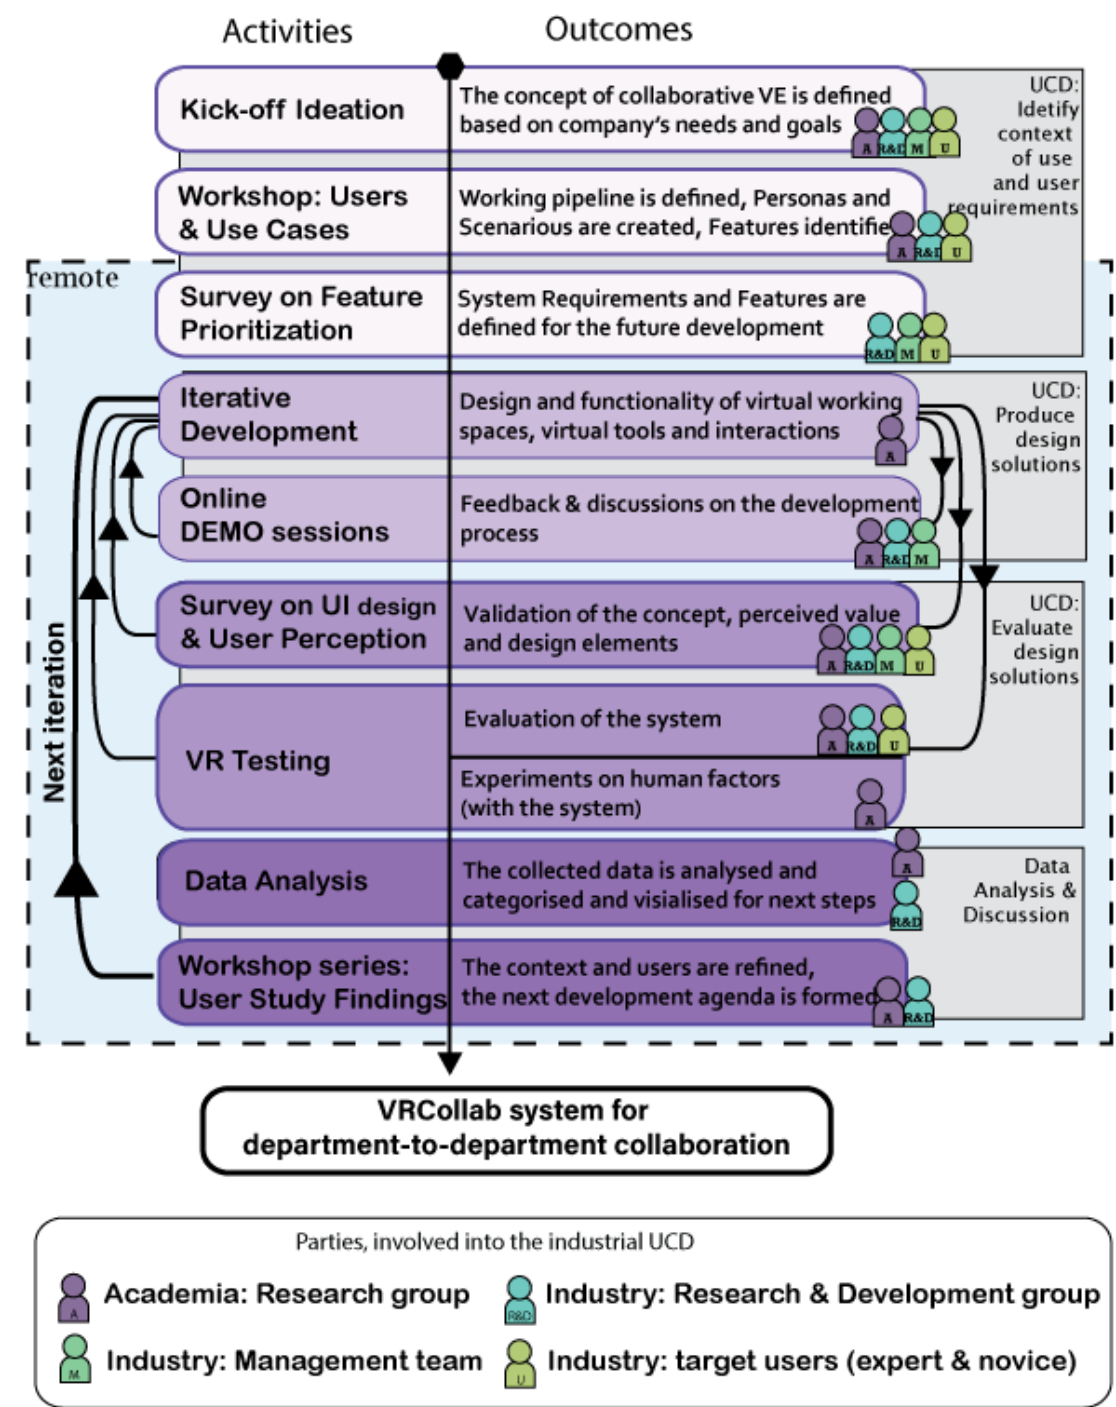 Activities
Outcomes
Kick-off Ideation
The concept of collaborative VE is defined
based on company's needs and goals
A R&D M U
UCD:
Idetify
context
of use
and user
requirements
Workshop: Users
& Use Cases
Working pipeline is defined, Personas and
Scenarious are created, Features identifie
A R&D U
remote
Survey on Feature
Prioritization
System Requirements and Features are
defined for the future development
R&D M U
Iterative
Development
Design and functionality of virtual working
spaces, virtual tools and interactions
A
UCD:
Produce
design
solutions
Online
DEMO sessions
Feedback & discussions on the development
process
A R&D M
Survey on UI design
& User Perception
Validation of the concept, perceived value
and design elements
A R&D M U
UCD:
Evaluate
design
solutions
Next iteration
VR Testing
Evaluation of the system
A R&D U
Experiments on human factors
(with the system)
A
Data Analysis
The collected data is analysed and
categorised and visialised for next steps
A
R&D
Data
Analysis &
Discussion
Workshop series:
User Study Findings
The context and users are refined,
the next development agenda is formed
A R&D
VRCollab system for
department-to-department collaboration
Parties, involved into the industrial UCD
A Academia: Research group
R&D Industry: Research & Development group
M Industry: Management team
U Industry: target users (expert & novice)